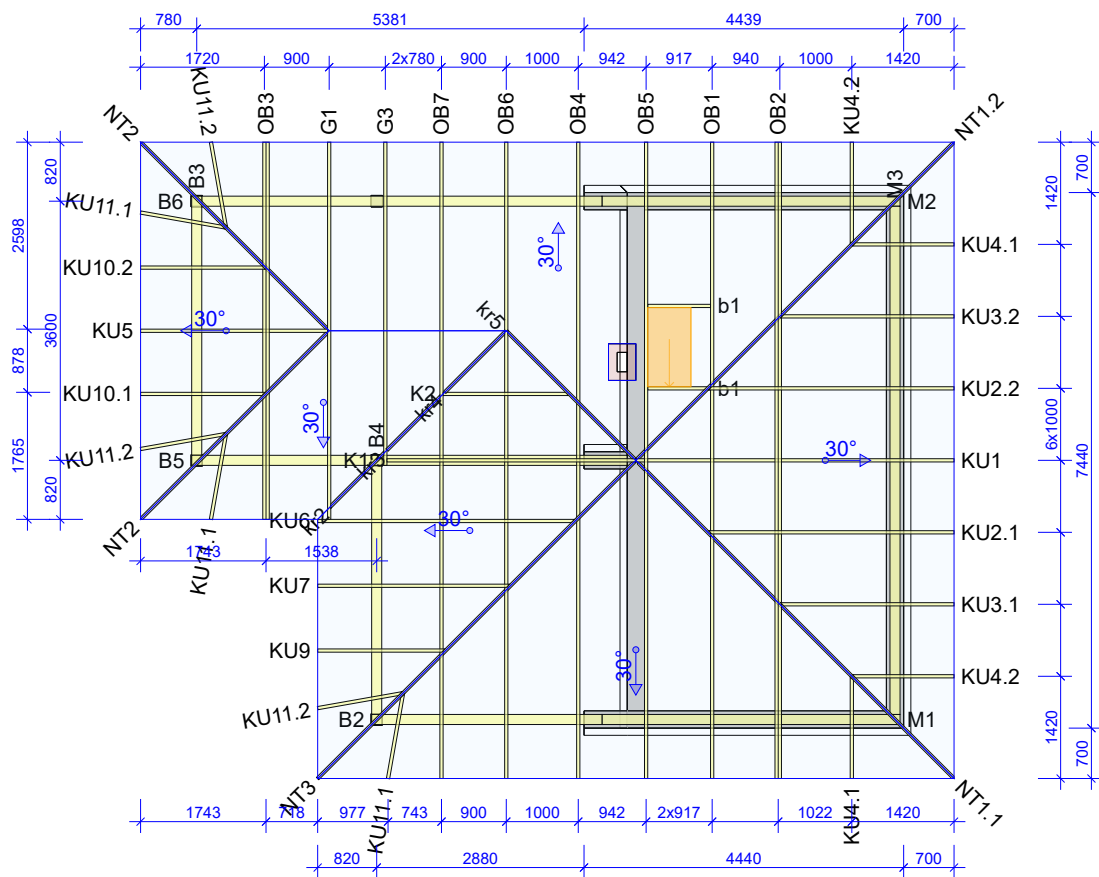 780 5381 4439 700
1720 900 2x780 900 1000 942 917 940 1000 1420
KU11.2 OB3 G1 G3 OB7 OB6 OB4 OB5 OB1 OB2 KU4.2
NT2 NT1.2
820 2598 3600 878 1765 820
B3 B6 M3 M2
KU11.1
KU10.2
KU5
KU10.1
KU11.2
30°
30°
30°
b1
b1
kr5
K2
B4
B5
KU4.1
KU3.2
KU2.2
KU1
30°
KU2.1
KU3.1
KU4.2
700
1420
6x1000
7440
1420
700
NT2
KU11.1
KU6
kr2
30°
1743 1538
KU7
KU9
KU11.2
B2
30°
M1
NT3 KU11.1 KU4.1 NT1.1
1743 718 977 743 900 1000 942 2x917 1022 1420
820 2880 4440 700